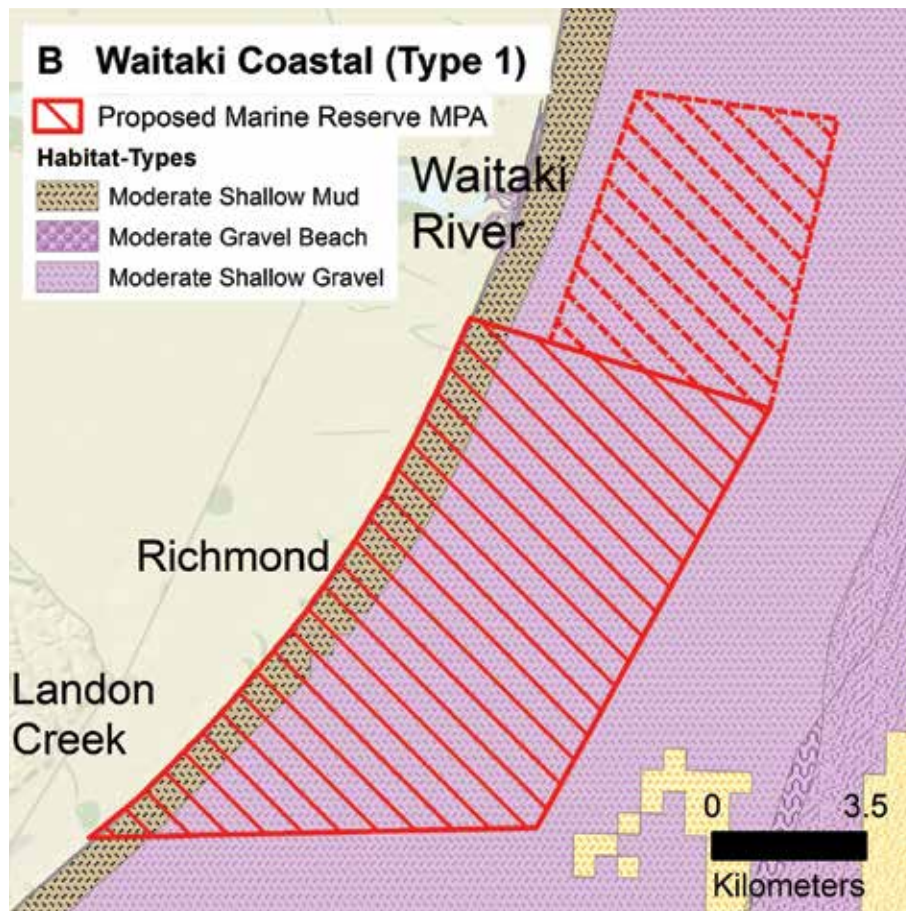 B Waitaki Coastal (Type 1)
Proposed Marine Reserve MPA
Habitat-Types
Moderate Shallow Mud
Moderate Gravel Beach
Moderate Shallow Gravel
Waitaki
River
Richmond
Landon
Creek
0 3.5
Kilometers